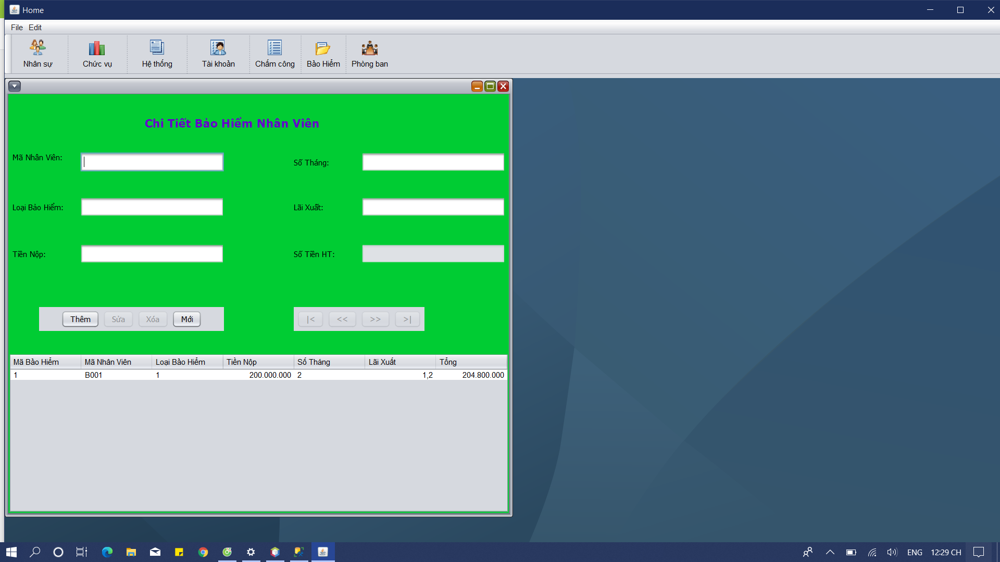 Home
File Edit
Nhân sự Chức vụ Hệ thống Tài khoản Chấm công Bảo Hiểm Phòng ban
Chi Tiết Bảo Hiểm Nhân Viên
Mã Nhân Viên: Số Tháng:
Loại Bảo Hiểm: Lãi Xuất:
Tiền Nộp: Số Tiền HT:
Thêm Sửa Xóa Mới |< << >> >|
Mã Bảo Hiểm Mã Nhân Viên Loại Bảo Hiểm Tiền Nộp Số Tháng Lãi Xuất Tổng
1 B001 1 200.000.000 2 1,2 204.800.000
ENG 12:29 CH